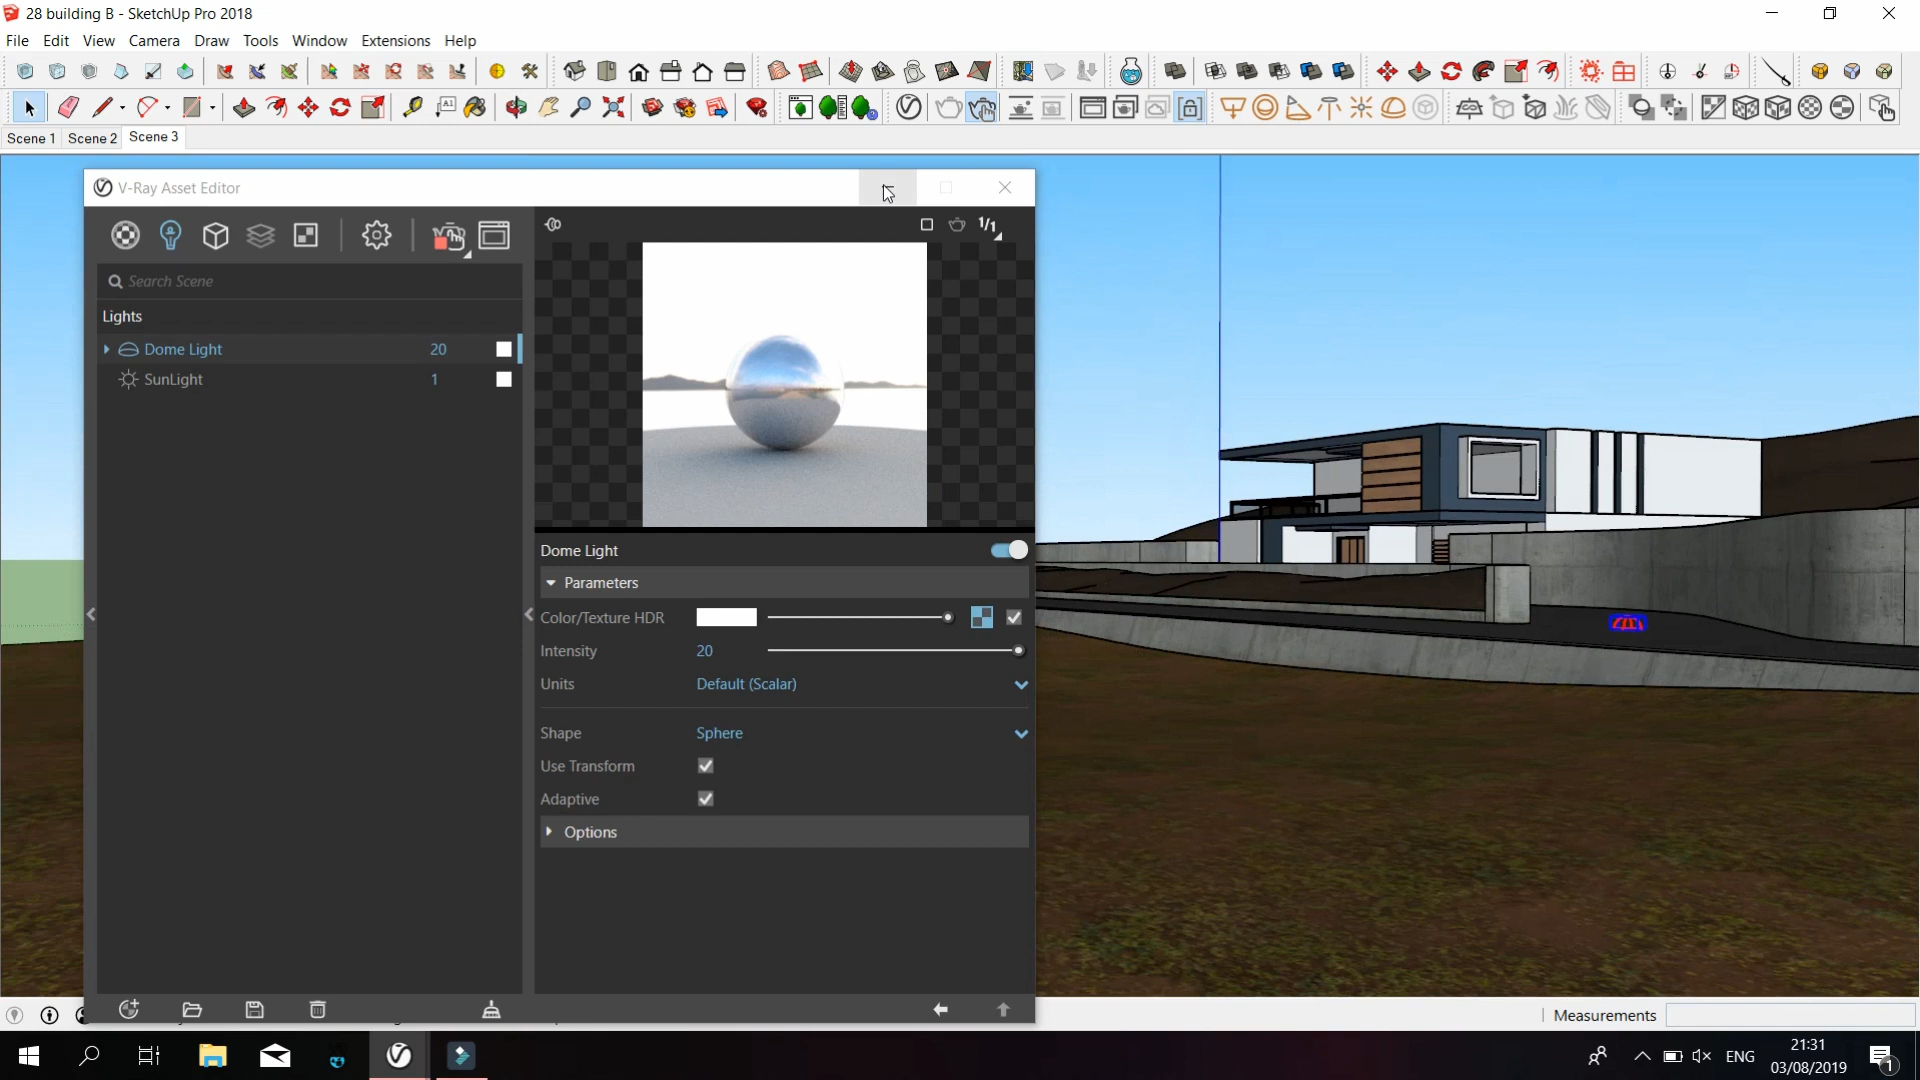 28 building B - SketchUp Pro 2018
File Edit View Camera Draw Tools Window Extensions Help
Scene 1 Scene 2 Scene 3
V-Ray Asset Editor
1/1
Search Scene
Lights
Dome Light 20
SunLight 1
Dome Light
Parameters
Color/Texture HDR
Intensity 20
Units Default (Scalar)
Shape Sphere
Use Transform
Adaptive
Options
Measurements
ENG
21:31
03/08/2019
1